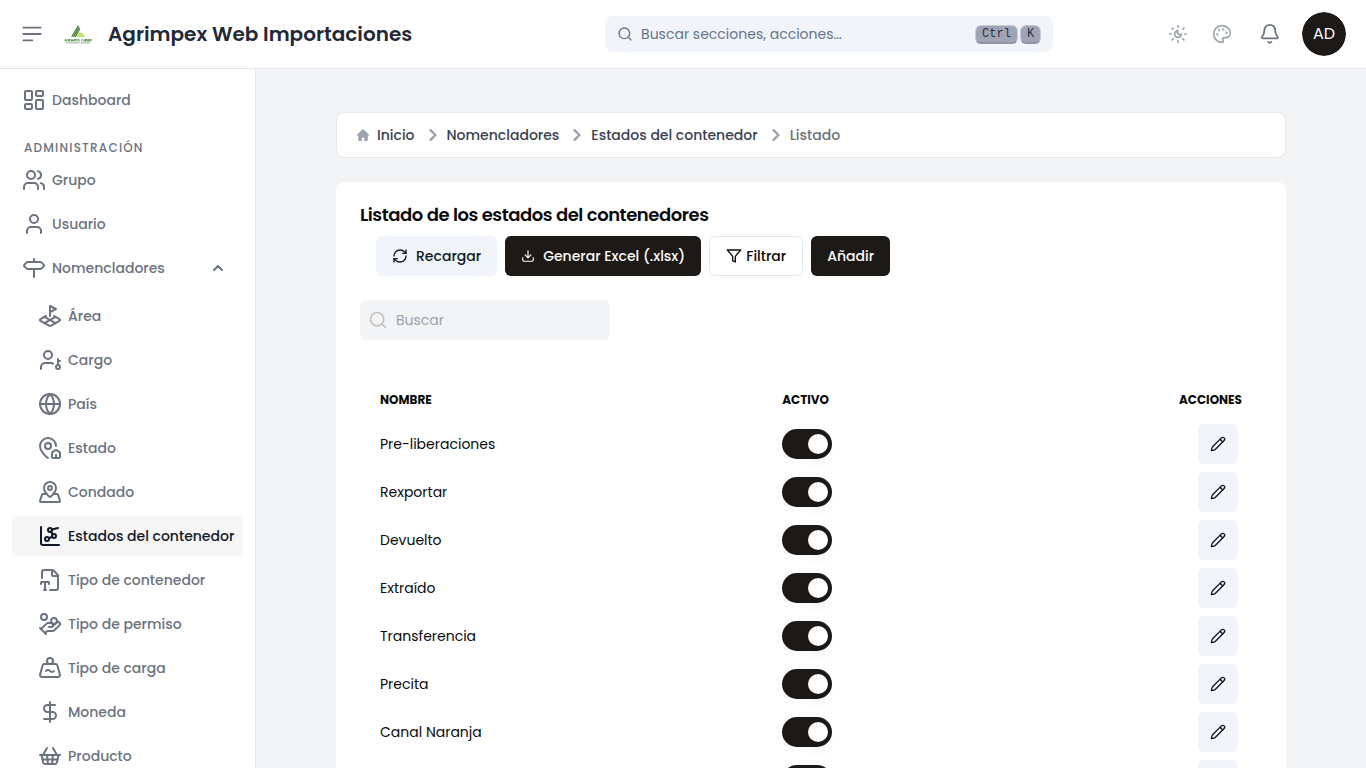 Agrimpex Web Importaciones
Buscar secciones, acciones...
Ctrl K
AD
Dashboard
ADMINISTRACIÓN
Grupo
Usuario
Nomencladores
Área
Cargo
País
Estado
Condado
Estados del contenedor
Tipo de contenedor
Tipo de permiso
Tipo de carga
Moneda
Producto
Inicio > Nomencladores > Estados del contenedor > Listado
Listado de los estados del contenedores
Recargar
Generar Excel (.xlsx)
Filtrar
Añadir
Buscar
NOMBRE ACTIVO ACCIONES
Pre-liberaciones
Rexportar
Devuelto
Extraído
Transferencia
Precita
Canal Naranja